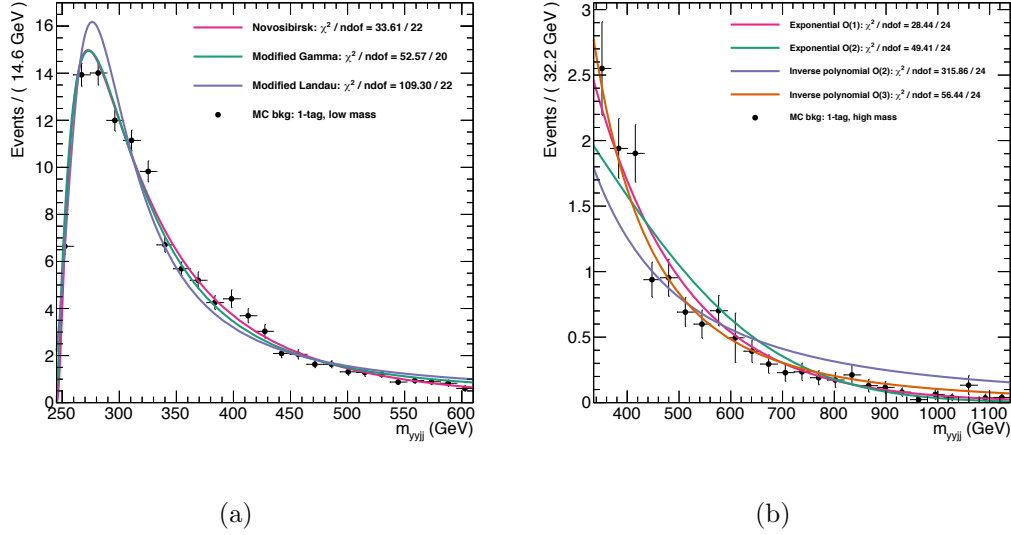 Events / ( 14.6 GeV )
16
14
12
10
8
6
4
2
0
250 300 350 400 450 500 550 600
m_yyjj (GeV)
Novosibirsk: χ² / ndof = 33.61 / 22
Modified Gamma: χ² / ndof = 52.57 / 20
Modified Landau: χ² / ndof = 109.30 / 22
MC bkg: 1-tag, low mass
(a)
Events / ( 32.2 GeV )
3
2.5
2
1.5
1
0.5
0
400 500 600 700 800 900 1000 1100
m_yyjj (GeV)
Exponential O(1): χ² / ndof = 28.44 / 24
Exponential O(2): χ² / ndof = 49.41 / 24
Inverse polynomial O(2): χ² / ndof = 315.86 / 24
Inverse polynomial O(3): χ² / ndof = 56.44 / 24
MC bkg: 1-tag, high mass
(b)